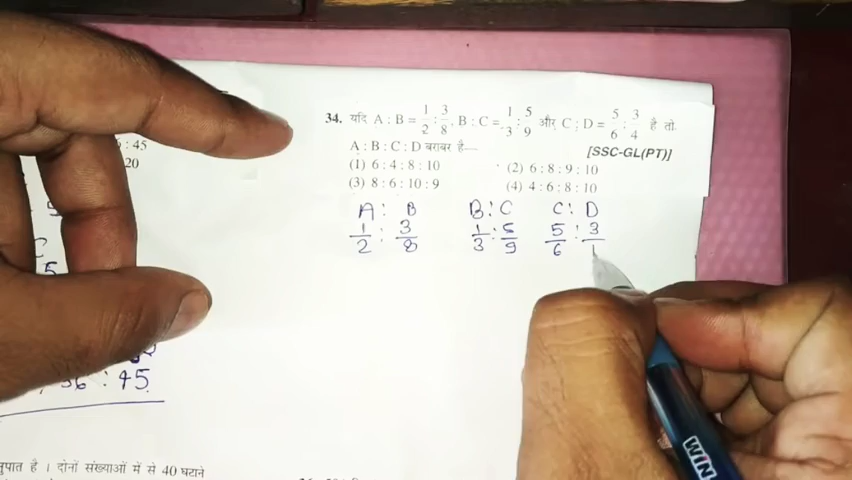 34. यदि A : B = 1/2 : 3/8, B : C = 1/3 : 5/9 और C : D = 5/6 : 3/4 है तो
A : B : C : D बराबर है—
[SSC-GL(PT)]
(1) 6 : 4 : 8 : 10
(2) 6 : 8 : 9 : 10
(3) 8 : 6 : 10 : 9
(4) 4 : 6 : 8 : 10
A : B B : C C : D
1/2 : 3/8 1/3 : 5/9 5/6 : 3/
: 45
20
5
: 45
नुपात है । दोनों संख्याओं में से 40 घटाने
WIN